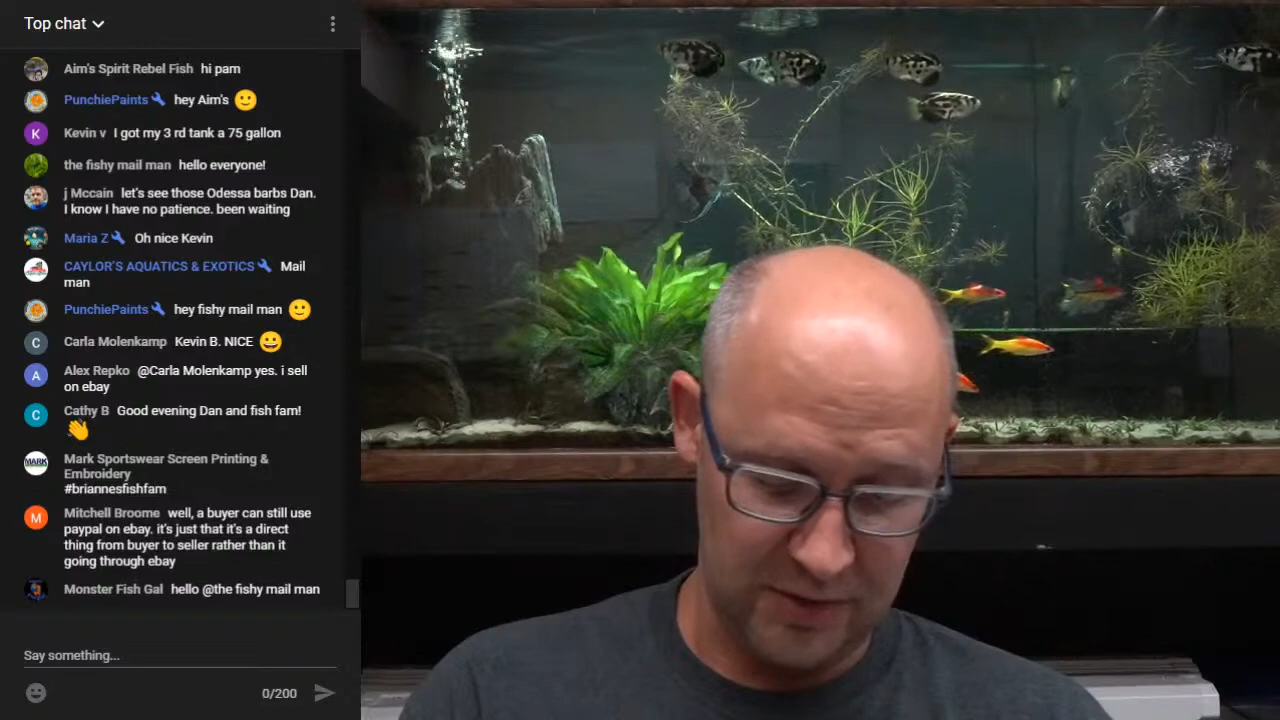 Top chat
Aim's Spirit Rebel Fish hi pam
PunchiePaints hey Aim's
K Kevin v I got my 3 rd tank a 75 gallon
the fishy mail man hello everyone!
j Mccain let's see those Odessa barbs Dan.
I know I have no patience. been waiting
Maria Z Oh nice Kevin
CAYLOR'S AQUATICS & EXOTICS Mail
man
PunchiePaints hey fishy mail man
C Carla Molenkamp Kevin B. NICE
A Alex Repko @Carla Molenkamp yes. i sell
on ebay
C Cathy B Good evening Dan and fish fam!
MARK Mark Sportswear Screen Printing &
Embroidery
#briannesfishfam
M Mitchell Broome well, a buyer can still use
paypal on ebay. it's just that it's a direct
thing from buyer to seller rather than it
going through ebay
Monster Fish Gal hello @the fishy mail man
Say something...
0/200